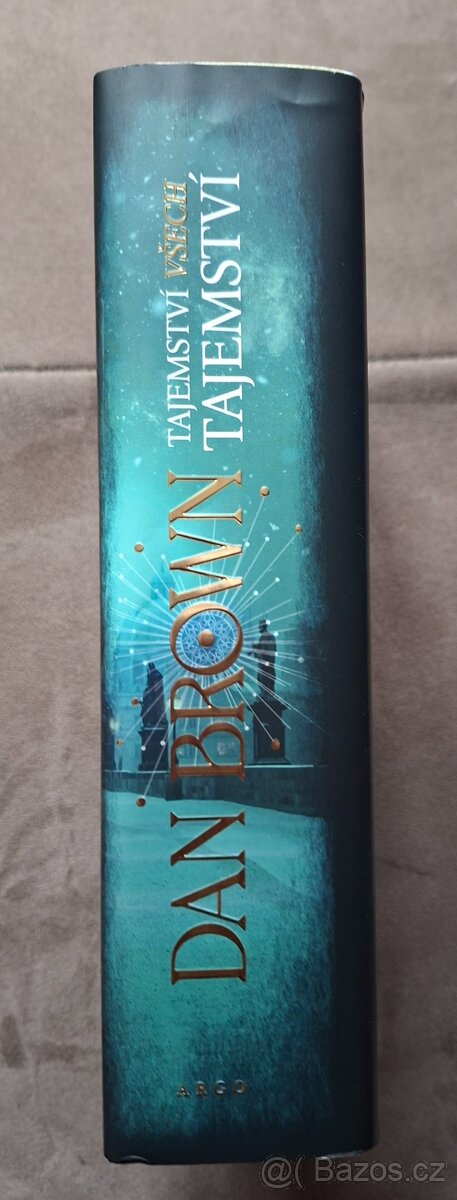 DAN BROWN
TAJEMSTVÍ VŠECH
TAJEMSTVÍ
ARGO
@( Bazos.cz